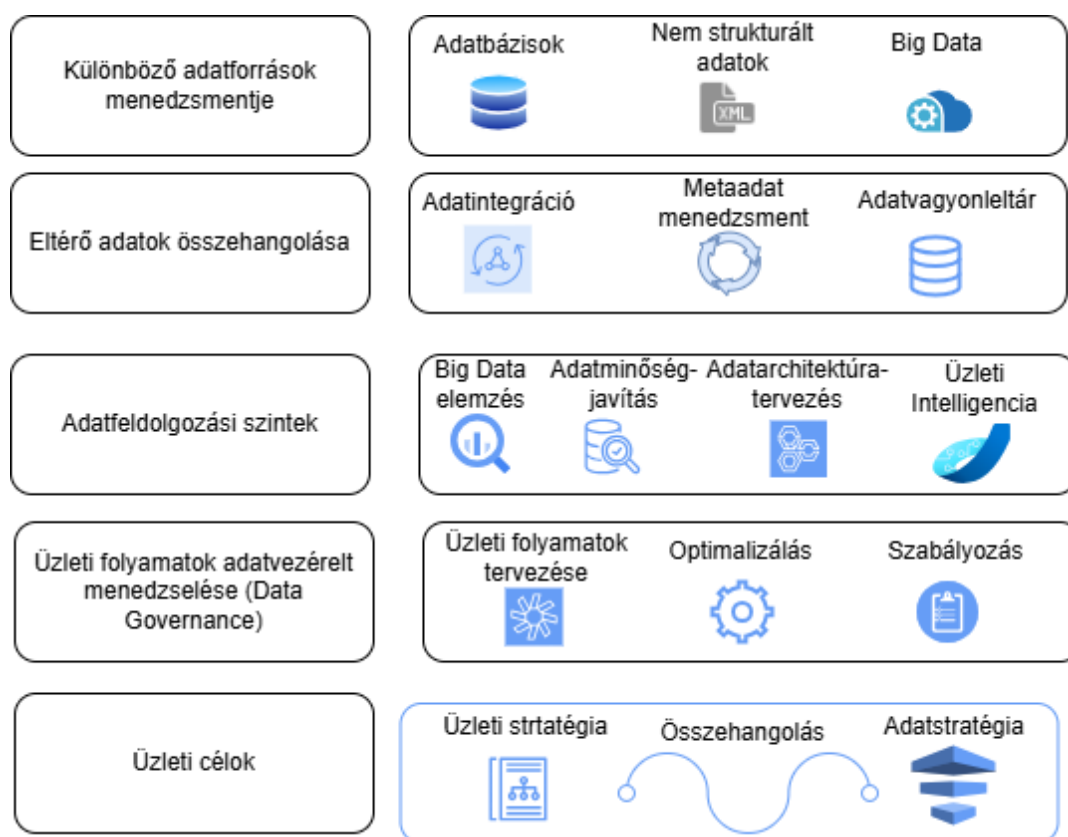 Különböző adatforrások
menedzsmentje
Adatbázisok
Nem strukturált
adatok
XML
Big Data
Eltérő adatok összehangolása
Adatintegráció
Metaadat
menedzsment
Adatvagyonleltár
Adatfeldolgozási szintek
Big Data
elemzés
Adatminőség-
javítás
Adatarchitektúra-
tervezés
Üzleti
Intelligencia
Üzleti folyamatok adatvezérelt
menedzselése (Data
Governance)
Üzleti folyamatok
tervezése
Optimalizálás
Szabályozás
Üzleti célok
Üzleti strtatégia
Összehangolás
Adatstratégia